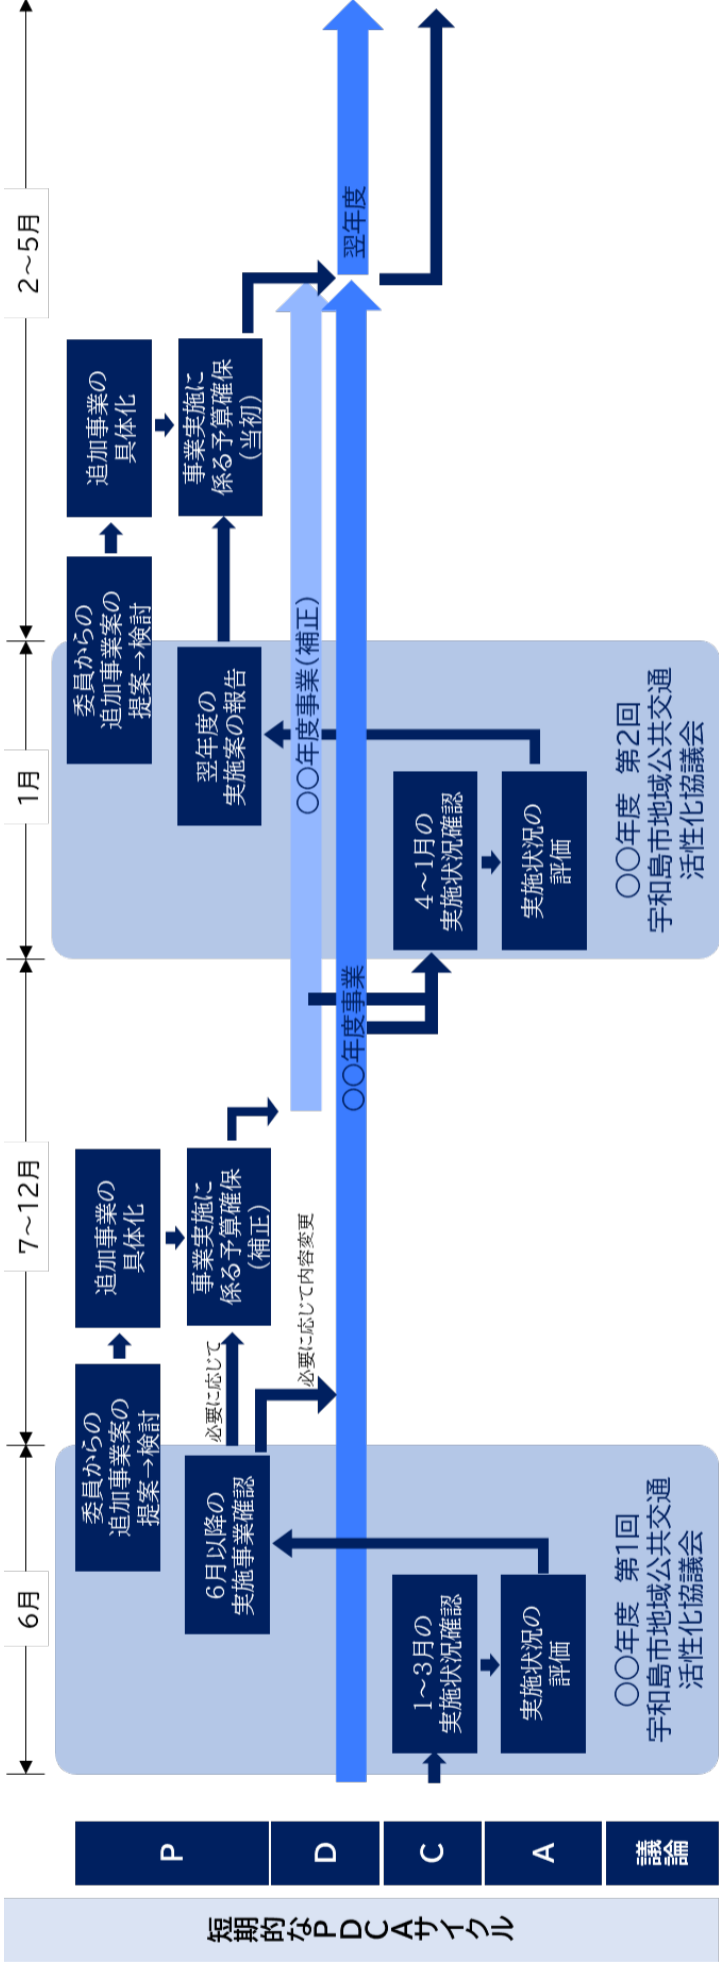 短期的なPDCAサイクル
6月
7～12月
1月
2～5月
P
委員からの
追加事業案の
提案→検討
追加事業の
具体化
6月以降の
実施事業確認
必要に応じて
事業実施に
係る予算確保
（補正）
必要に応じて内容変更
委員からの
追加事業案の
提案→検討
追加事業の
具体化
翌年度の
実施案の報告
事業実施に
係る予算確保
（当初）
D
〇〇年度事業（補正）
〇〇年度事業
翌年度
C
1～3月の
実施状況確認
4～1月の
実施状況確認
A
実施状況の
評価
実施状況の
評価
議論
〇〇年度　第1回
宇和島市地域公共交通
活性化協議会
〇〇年度　第2回
宇和島市地域公共交通
活性化協議会